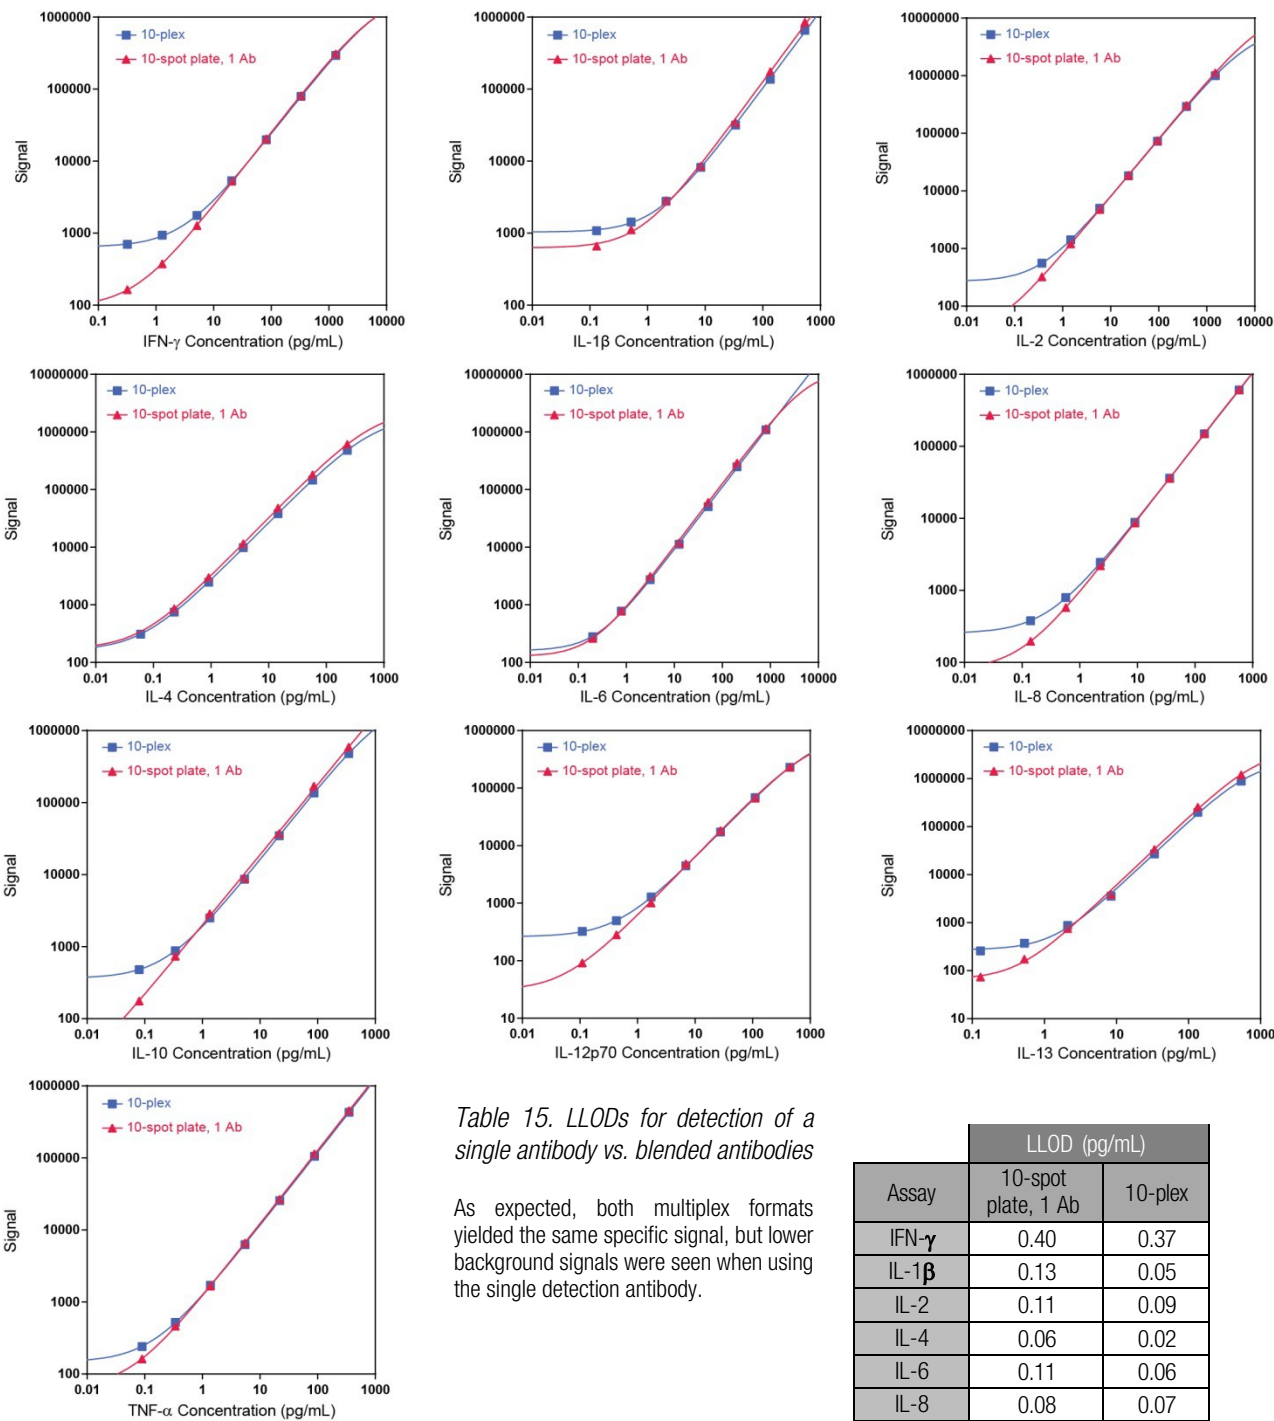 1000000
100000
10000
1000
100
Signal
10-plex
10-spot plate, 1 Ab
0.1 1 10 100 1000 10000
IFN-γ Concentration (pg/mL)
1000000
100000
10000
1000
100
Signal
10-plex
10-spot plate, 1 Ab
0.01 0.1 1 10 100 1000
IL-1β Concentration (pg/mL)
10000000
1000000
100000
10000
1000
100
Signal
10-plex
10-spot plate, 1 Ab
0.01 0.1 1 10 100 1000 10000
IL-2 Concentration (pg/mL)
10000000
1000000
100000
10000
1000
100
Signal
10-plex
10-spot plate, 1 Ab
0.01 0.1 1 10 100 1000
IL-4 Concentration (pg/mL)
10000000
1000000
100000
10000
1000
100
Signal
10-plex
10-spot plate, 1 Ab
0.01 0.1 1 10 100 1000 10000
IL-6 Concentration (pg/mL)
1000000
100000
10000
1000
100
Signal
10-plex
10-spot plate, 1 Ab
0.01 0.1 1 10 100 1000
IL-8 Concentration (pg/mL)
1000000
100000
10000
1000
100
Signal
10-plex
10-spot plate, 1 Ab
0.01 0.1 1 10 100 1000
IL-10 Concentration (pg/mL)
1000000
100000
10000
1000
100
10
Signal
10-plex
10-spot plate, 1 Ab
0.01 0.1 1 10 100 1000
IL-12p70 Concentration (pg/mL)
10000000
1000000
100000
10000
1000
100
10
Signal
10-plex
10-spot plate, 1 Ab
0.1 1 10 100 1000
IL-13 Concentration (pg/mL)
1000000
100000
10000
1000
100
Signal
10-plex
10-spot plate, 1 Ab
0.01 0.1 1 10 100 1000
TNF-α Concentration (pg/mL)
Table 15. LLODs for detection of a
single antibody vs. blended antibodies
As expected, both multiplex formats
yielded the same specific signal, but lower
background signals were seen when using
the single detection antibody.
LLOD (pg/mL)
Assay 10-spot plate, 1 Ab 10-plex
IFN-γ 0.40 0.37
IL-1β 0.13 0.05
IL-2 0.11 0.09
IL-4 0.06 0.02
IL-6 0.11 0.06
IL-8 0.08 0.07